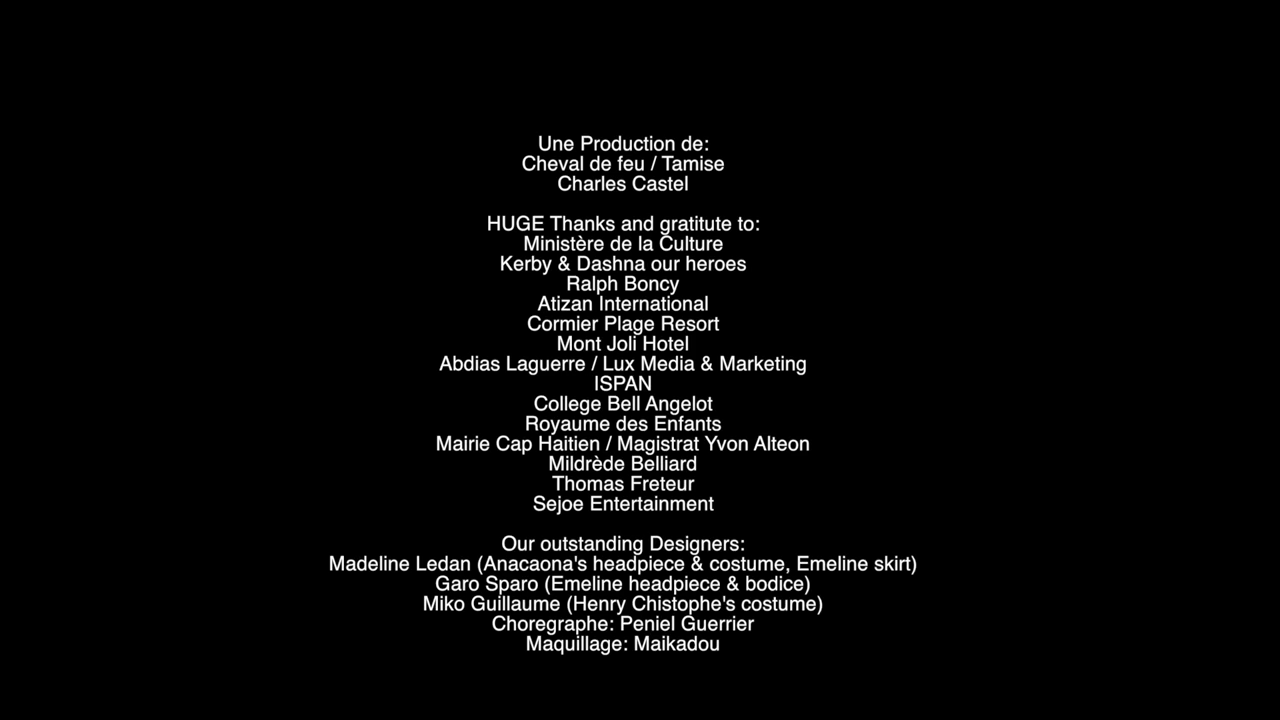 Une Production de:
Cheval de feu / Tamise
Charles Castel
HUGE Thanks and gratitute to:
Ministère de la Culture
Kerby & Dashna our heroes
Ralph Boncy
Atizan International
Cormier Plage Resort
Mont Joli Hotel
Abdias Laguerre / Lux Media & Marketing
ISPAN
College Bell Angelot
Royaume des Enfants
Mairie Cap Haitien / Magistrat Yvon Alteon
Mildrède Belliard
Thomas Freteur
Sejoe Entertainment
Our outstanding Designers:
Madeline Ledan (Anacaona's headpiece & costume, Emeline skirt)
Garo Sparo (Emeline headpiece & bodice)
Miko Guillaume (Henry Chistophe's costume)
Choregraphe: Peniel Guerrier
Maquillage: Maikadou